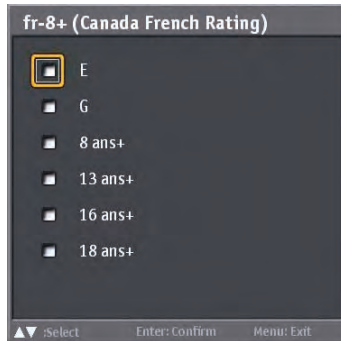 fr-8+ (Canada French Rating)
E
G
8 ans+
13 ans+
16 ans+
18 ans+
▲▼ :Select Enter: Confirm Menu: Exit